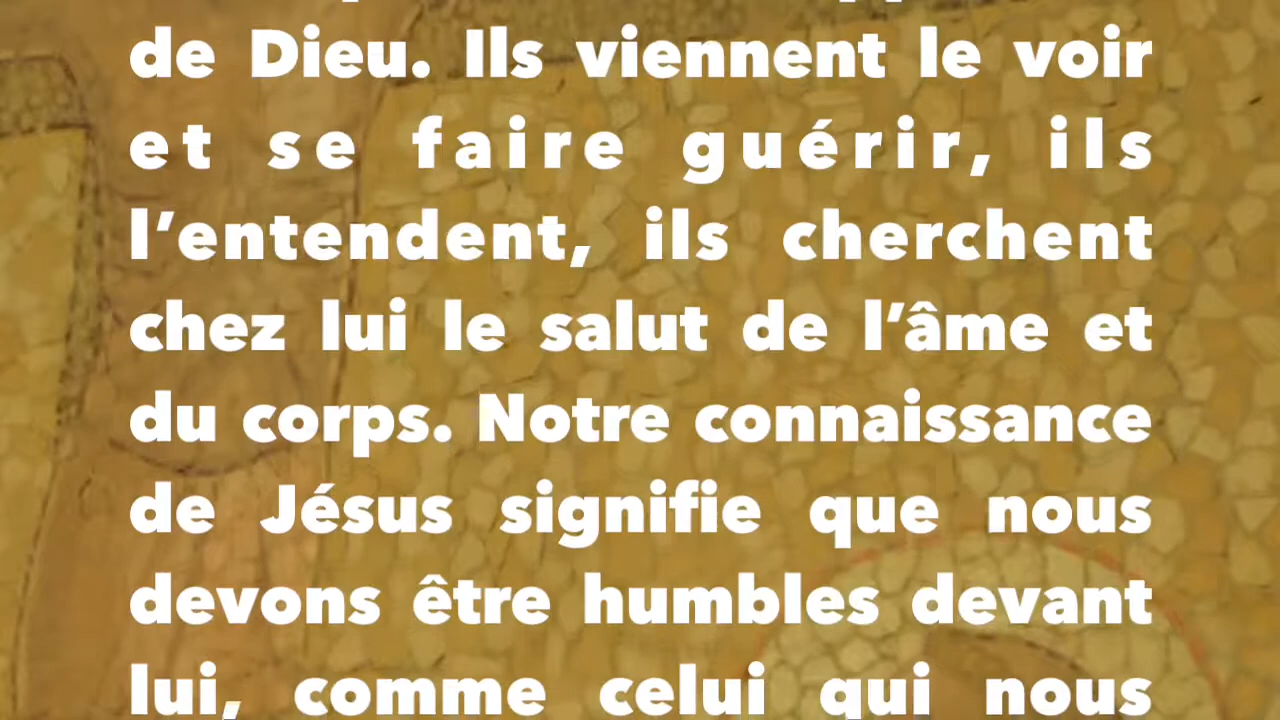 de Dieu. Ils viennent le voir
et se faire guérir, ils
l’entendent, ils cherchent
chez lui le salut de l’âme et
du corps. Notre connaissance
de Jésus signifie que nous
devons être humbles devant
lui, comme celui qui nous